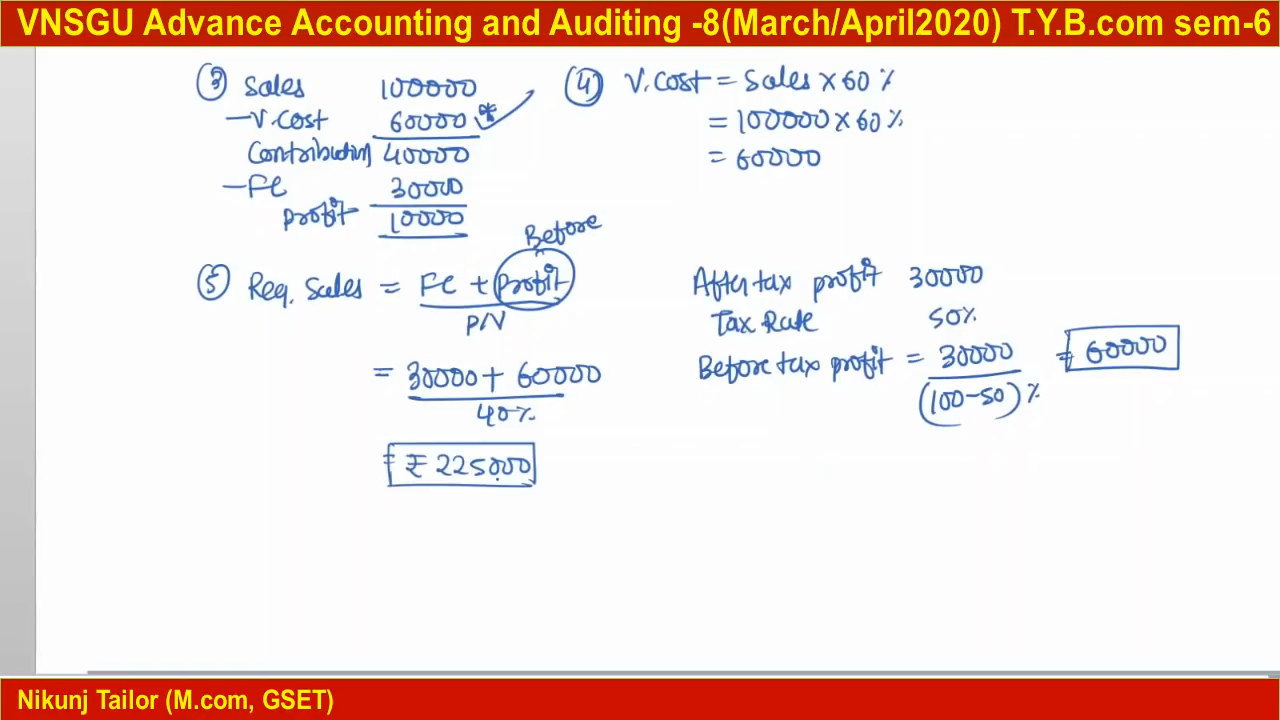 VNSGU Advance Accounting and Auditing -8(March/April2020) T.Y.B.com sem-6
③ Sales 100000
- V.Cost 60000 *
Contribution 40000
- FC 30000
Profit 10000
④ V.Cost = Sales × 60%
= 100000 × 60%
= 60000
Before
⑤ Req. Sales = FC + Profit
P/V
= 30000 + 60000
40%
= ₹ 225000
After tax profit 30000
Tax Rate 50%
Before tax profit = 30000 = 60000
(100-50)%
Nikunj Tailor (M.com, GSET)